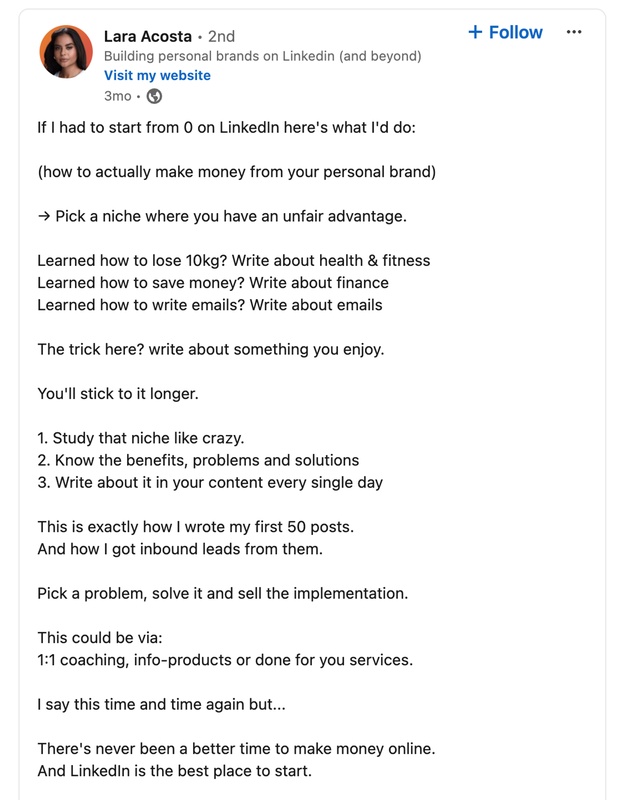 Lara Acosta • 2nd
+ Follow
Building personal brands on Linkedin (and beyond)
Visit my website
3mo •
If I had to start from 0 on LinkedIn here's what I'd do:
(how to actually make money from your personal brand)
→ Pick a niche where you have an unfair advantage.
Learned how to lose 10kg? Write about health & fitness
Learned how to save money? Write about finance
Learned how to write emails? Write about emails
The trick here? write about something you enjoy.
You'll stick to it longer.
1. Study that niche like crazy.
2. Know the benefits, problems and solutions
3. Write about it in your content every single day
This is exactly how I wrote my first 50 posts.
And how I got inbound leads from them.
Pick a problem, solve it and sell the implementation.
This could be via:
1:1 coaching, info-products or done for you services.
I say this time and time again but...
There's never been a better time to make money online.
And LinkedIn is the best place to start.